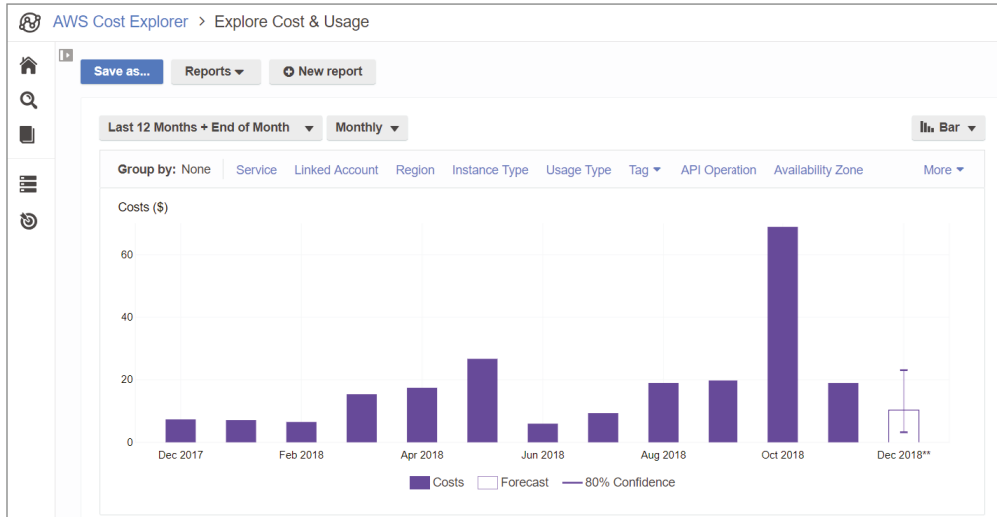 AWS Cost Explorer > Explore Cost & Usage
Save as... Reports New report
Last 12 Months + End of Month Monthly Bar
Group by: None Service Linked Account Region Instance Type Usage Type Tag API Operation Availability Zone More
Costs ($)
60
40
20
0
Dec 2017 Feb 2018 Apr 2018 Jun 2018 Aug 2018 Oct 2018 Dec 2018**
Costs Forecast 80% Confidence